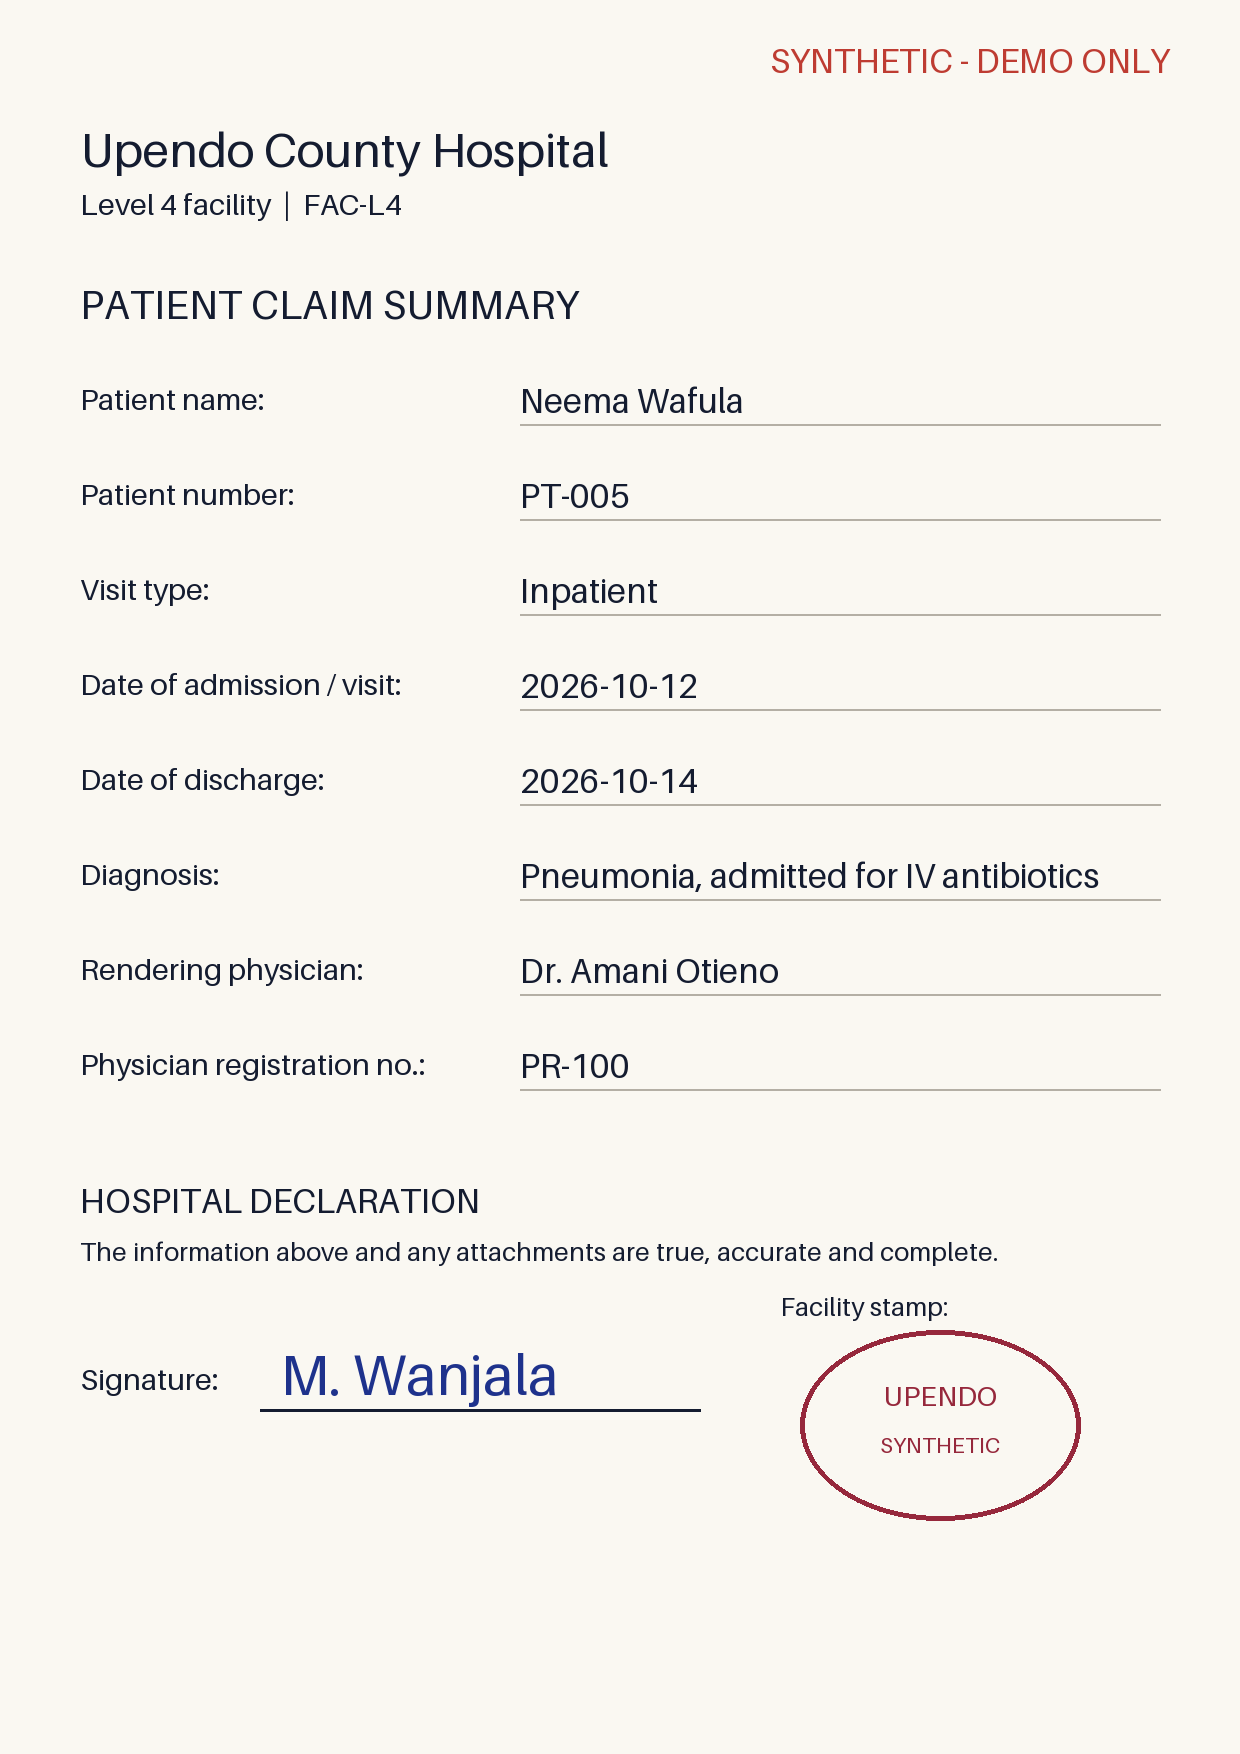 SYNTHETIC - DEMO ONLY
Upendo County Hospital
Level 4 facility | FAC-L4
PATIENT CLAIM SUMMARY
Patient name: Neema Wafula
Patient number: PT-005
Visit type: Inpatient
Date of admission / visit: 2026-10-12
Date of discharge: 2026-10-14
Diagnosis: Pneumonia, admitted for IV antibiotics
Rendering physician: Dr. Amani Otieno
Physician registration no.: PR-100
HOSPITAL DECLARATION
The information above and any attachments are true, accurate and complete.
Facility stamp:
Signature: M. Wanjala
UPENDO
SYNTHETIC